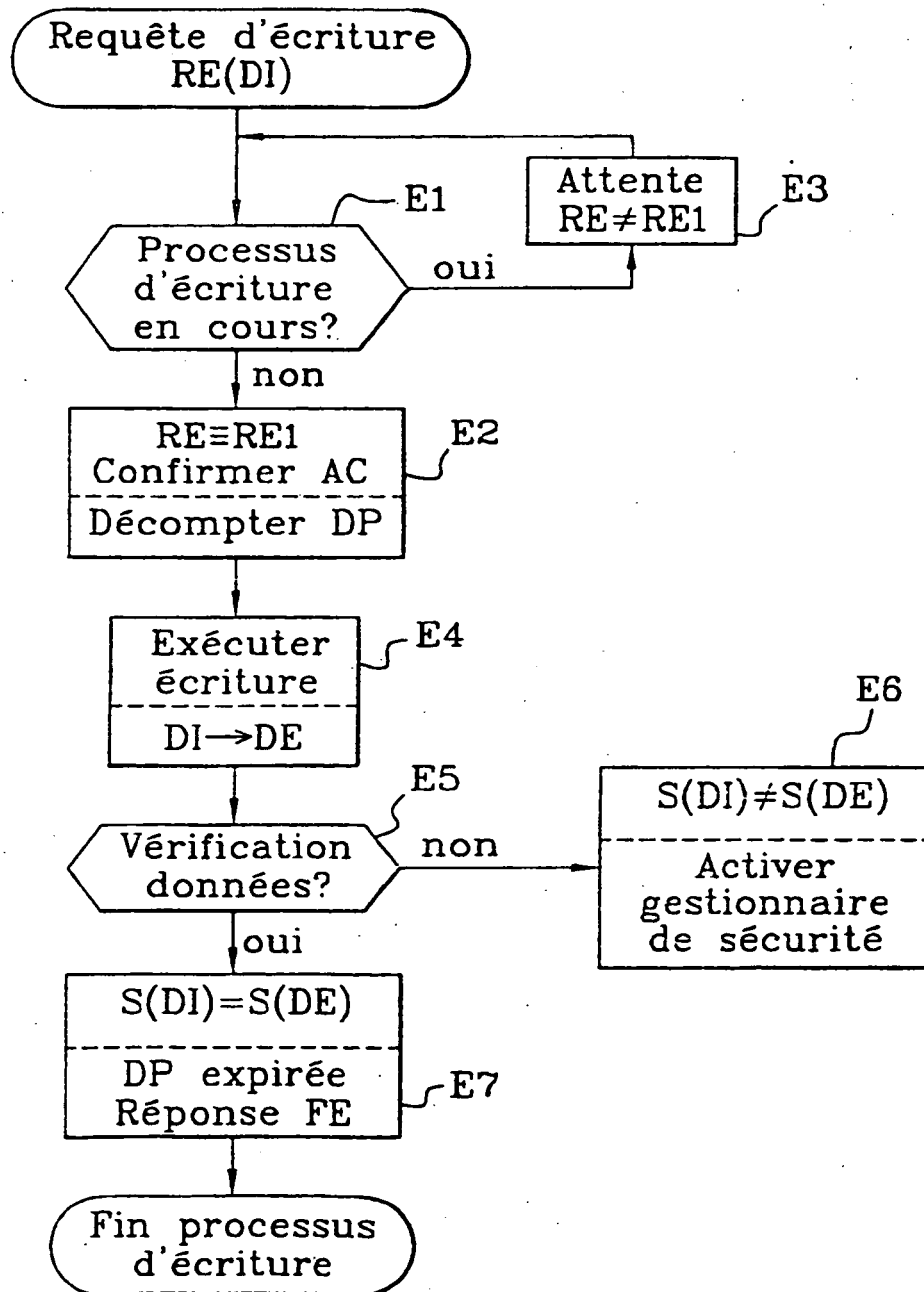 Requête d'écriture
RE(DI)
Attente
RE≠RE1
E3
E1
Processus
d'écriture
en cours?
oui
non
RE≡RE1
Confirmer AC
Décompter DP
E2
Exécuter
écriture
DI→DE
E4
E6
S(DI)≠S(DE)
Activer
gestionnaire
de sécurité
E5
Vérification
données?
non
oui
S(DI)=S(DE)
DP expirée
Réponse FE
E7
Fin processus
d'écriture